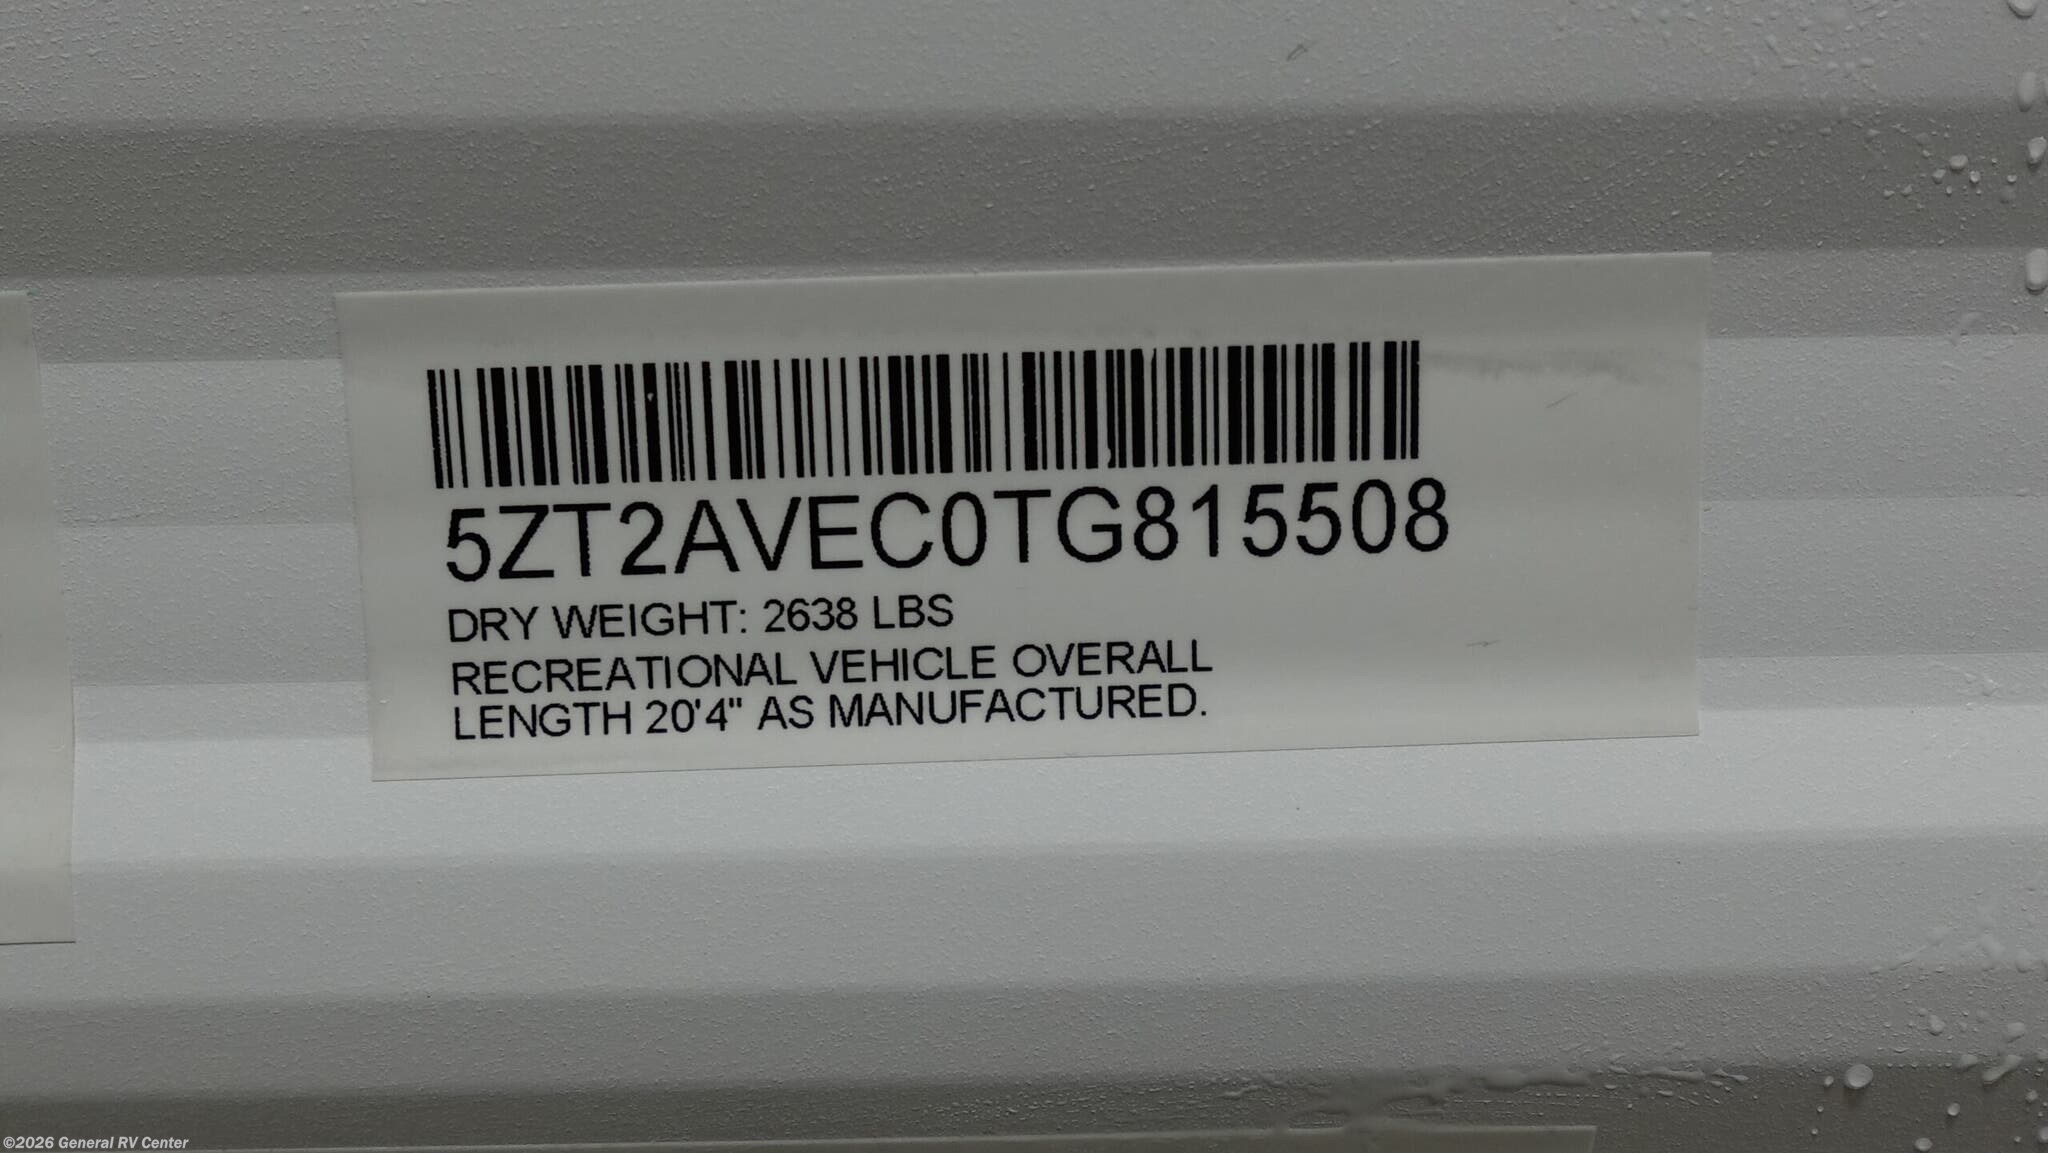 5ZT2AVEC0TG815508
DRY WEIGHT: 2638 LBS
RECREATIONAL VEHICLE OVERALL
LENGTH 20'4" AS MANUFACTURED.
©2026 General RV Center